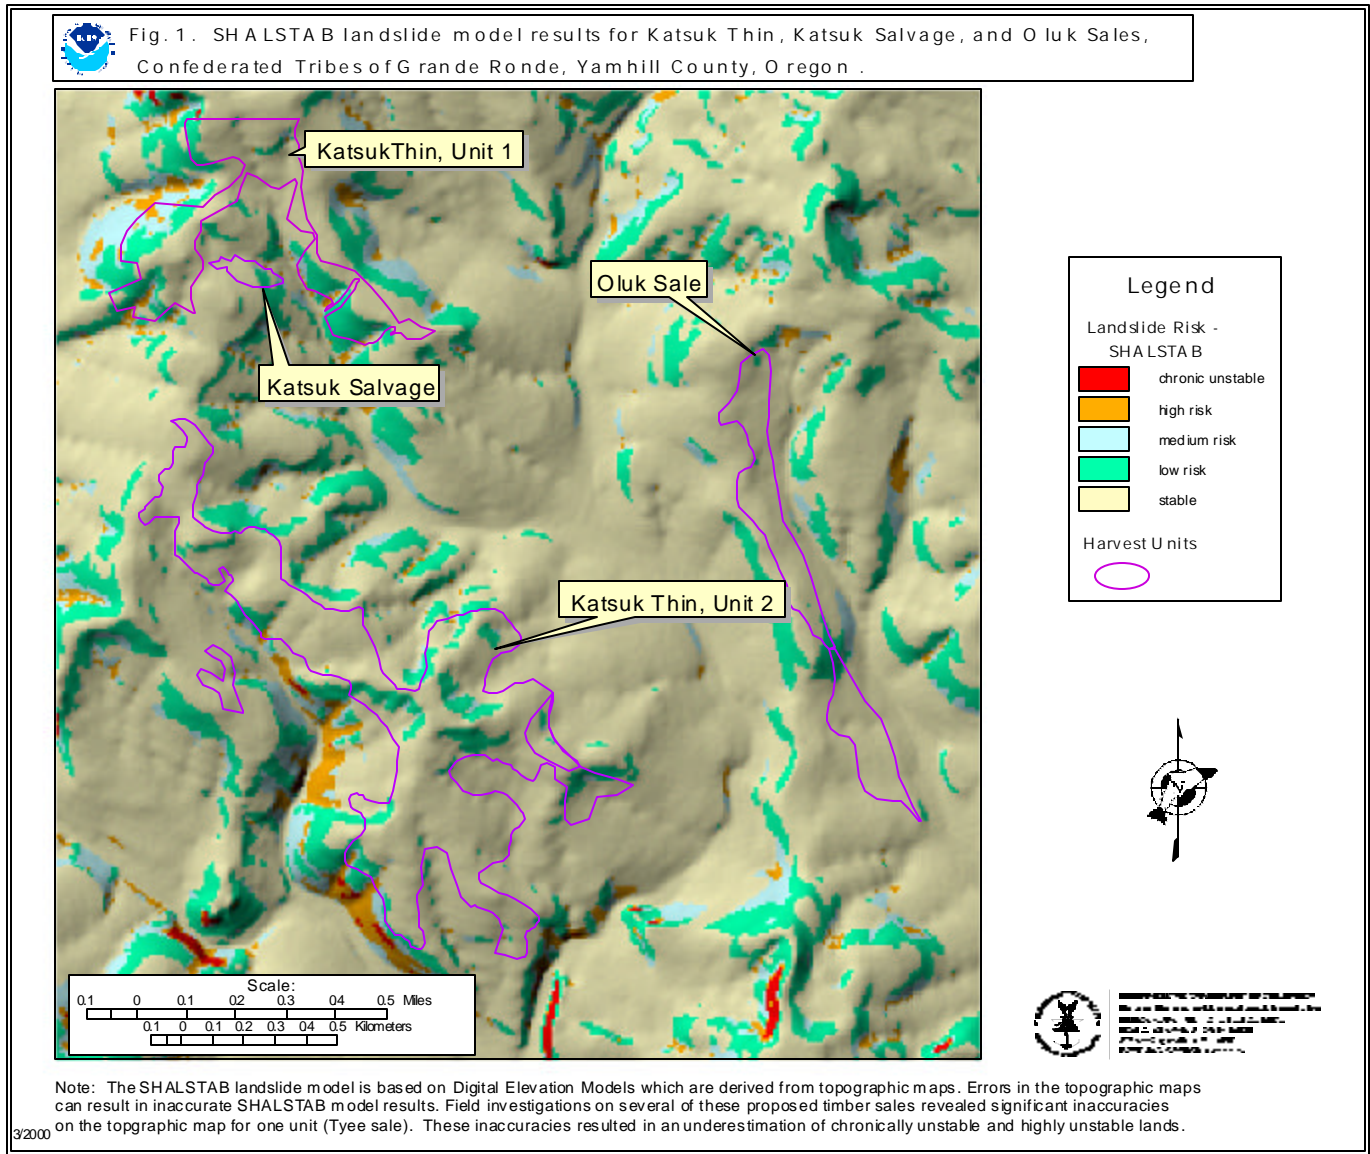 Fig. 1. SHALSTAB landslide model results for Katsuk Thin, Katsuk Salvage, and Oluk Sales,
Confederated Tribes of Grande Ronde, Yamhill County, Oregon .
KatsukThin, Unit 1
Oluk Sale
Katsuk Salvage
Katsuk Thin, Unit 2
Legend
Landslide Risk -
SHALSTAB
chronic unstable
high risk
medium risk
low risk
stable
Harvest Units
Scale:
0.1 0 0.1 02 0.3 04 0.5 Miles
0.1 0 0.1 0.2 0.3 04 0.5 Kilometers
Note: The SHALSTAB landslide model is based on Digital Elevation Models which are derived from topographic maps. Errors in the topographic maps
can result in inaccurate SHALSTAB model results. Field investigations on several of these proposed timber sales revealed significant inaccuracies
on the topgraphic map for one unit (Tyee sale). These inaccuracies resulted in an underestimation of chronically unstable and highly unstable lands.
3/2000